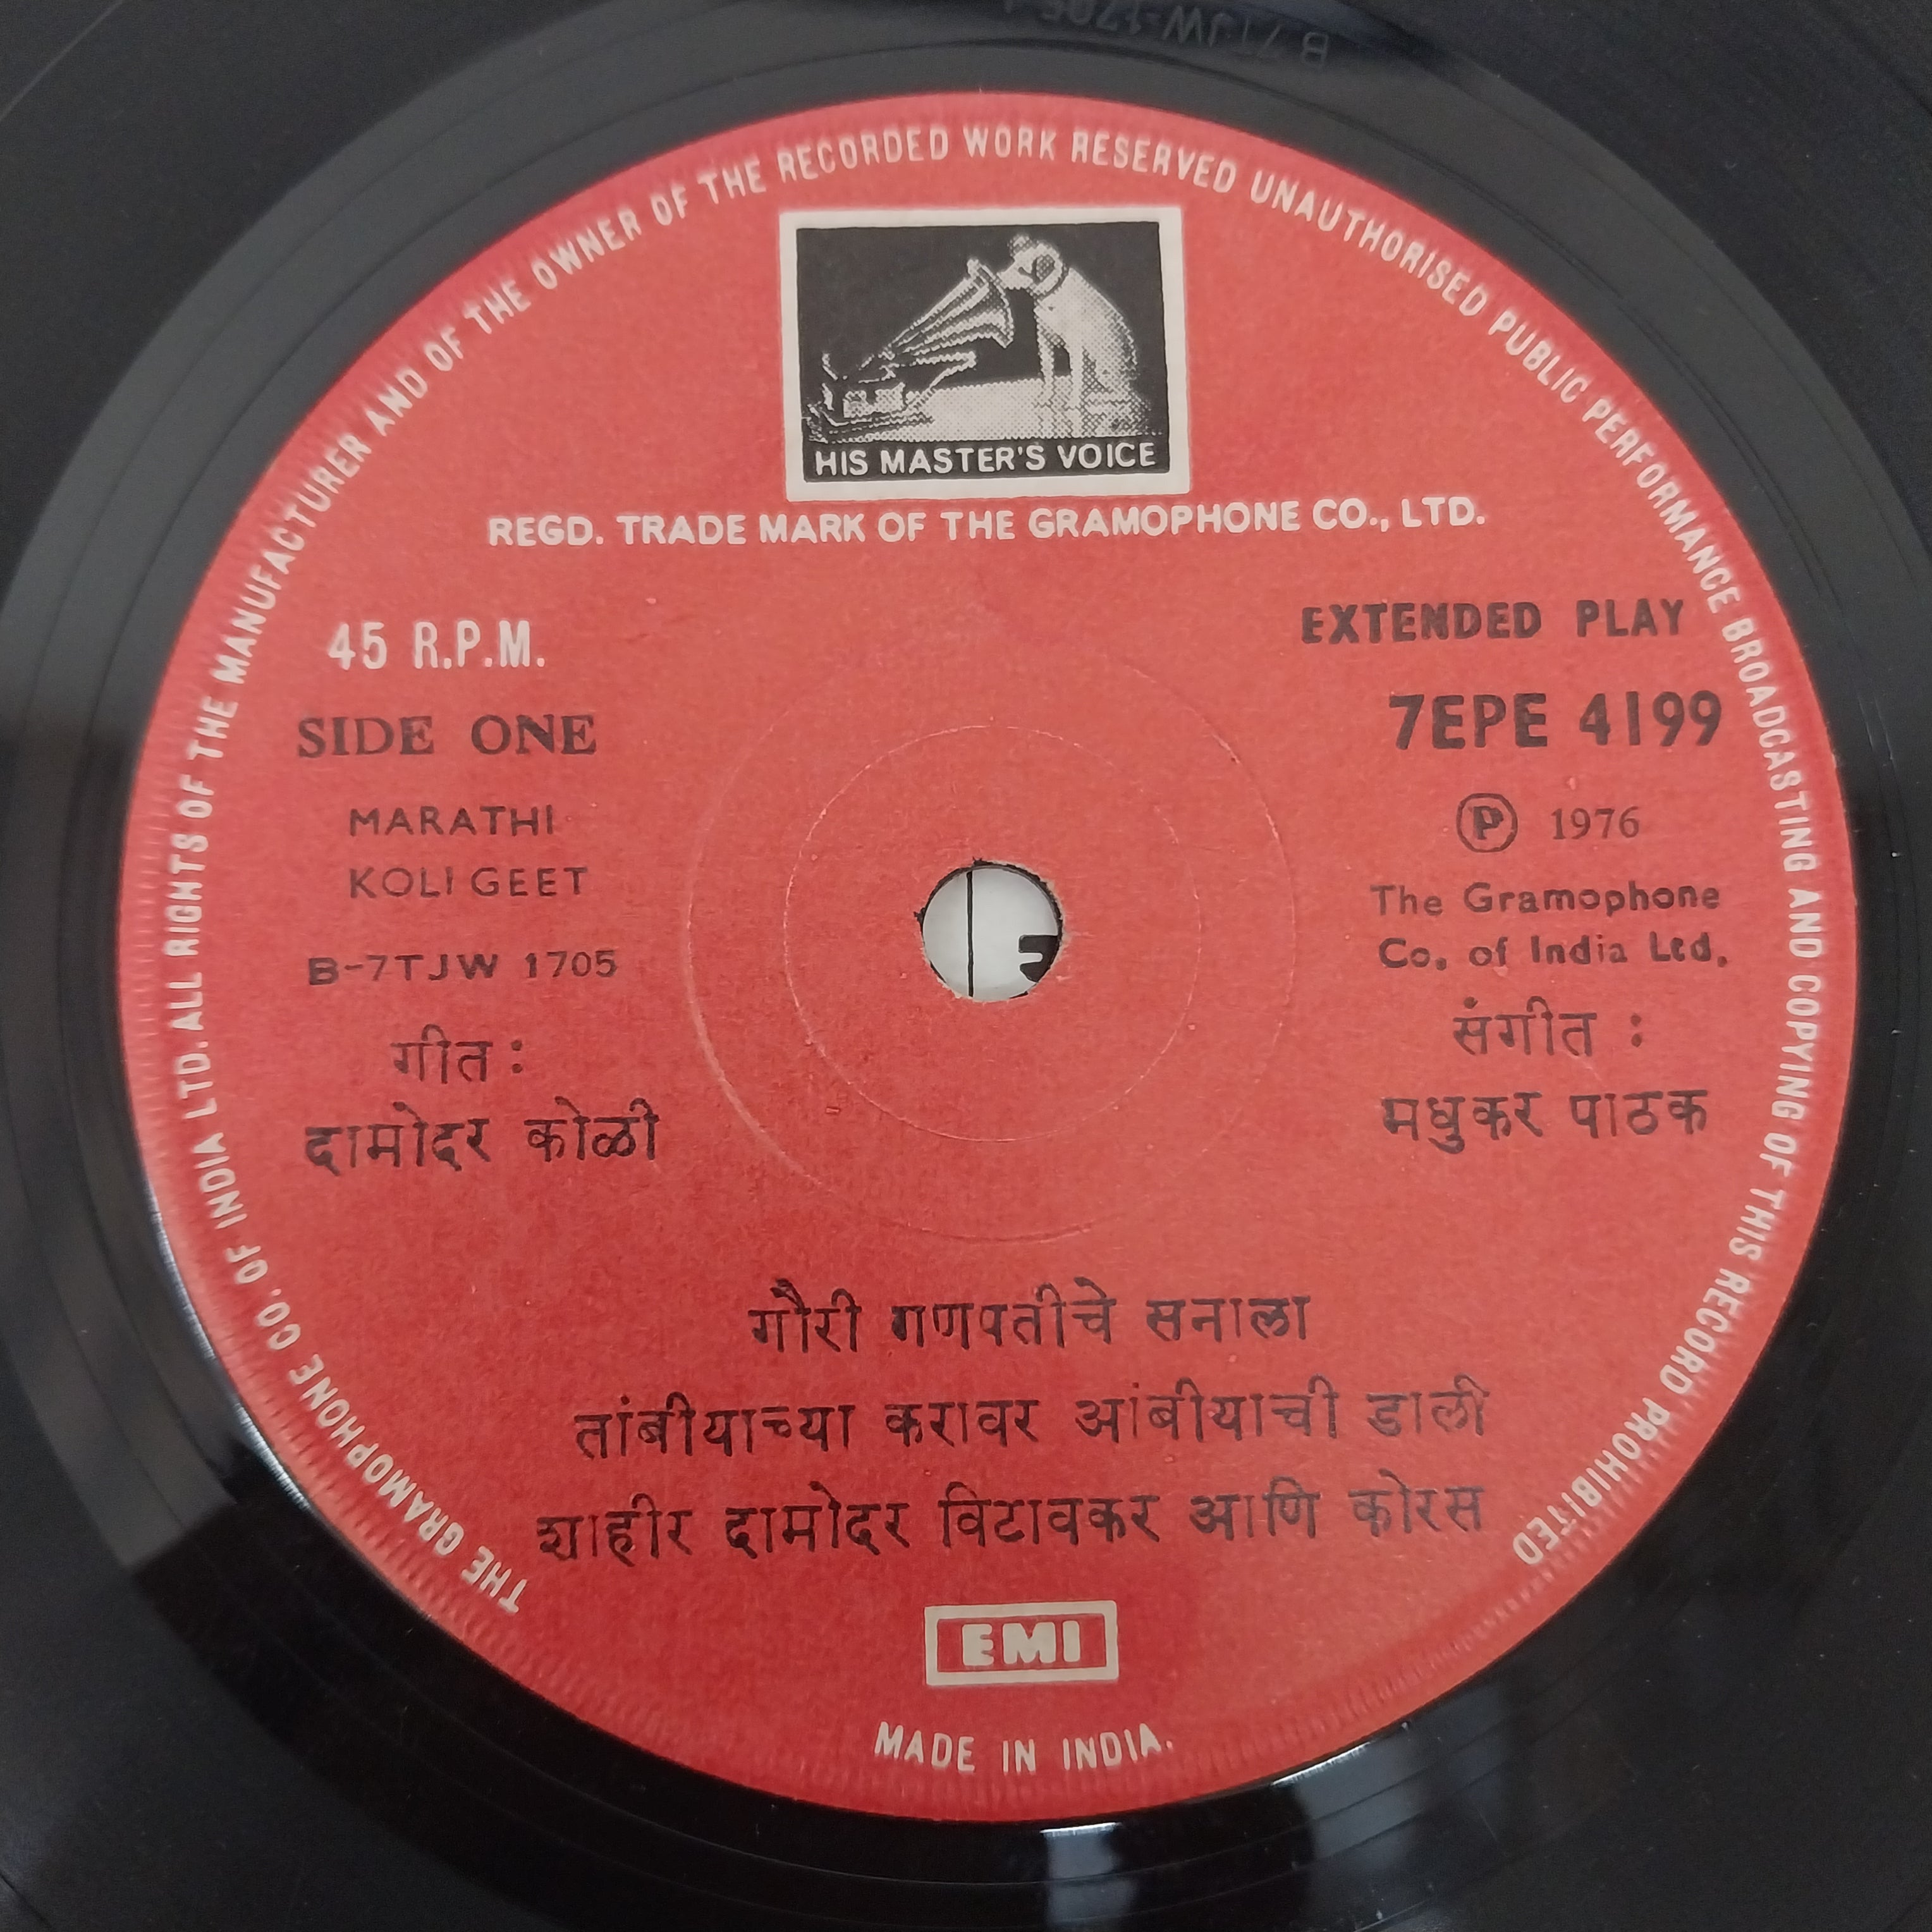 THE GRAMOPHONE CO. OF INDIA LTD. ALL RIGHTS OF THE MANUFACTURER AND OF THE OWNER OF THE RECORDED WORK RESERVED UNAUTHORISED PUBLIC PERFORMANCE BROADCASTING AND COPYING OF THIS RECORD PROHIBITED
HIS MASTER'S VOICE
REGD. TRADE MARK OF THE GRAMOPHONE CO., LTD.
45 R.P.M.
SIDE ONE
MARATHI
KOLI GEET
B-7TJW 1705
गीत :
दामोदर कोळी
EXTENDED PLAY
7EPE 4199
Ⓟ 1976
The Gramophone
Co. of India Ltd.
संगीत :
मधुकर पाठक
गौरी गणपतीचे सनाला
तांबीयाच्या करावर आंबीयाची डाली
शाहीर दामोदर विटावकर आणि कोरस
EMI
MADE IN INDIA.